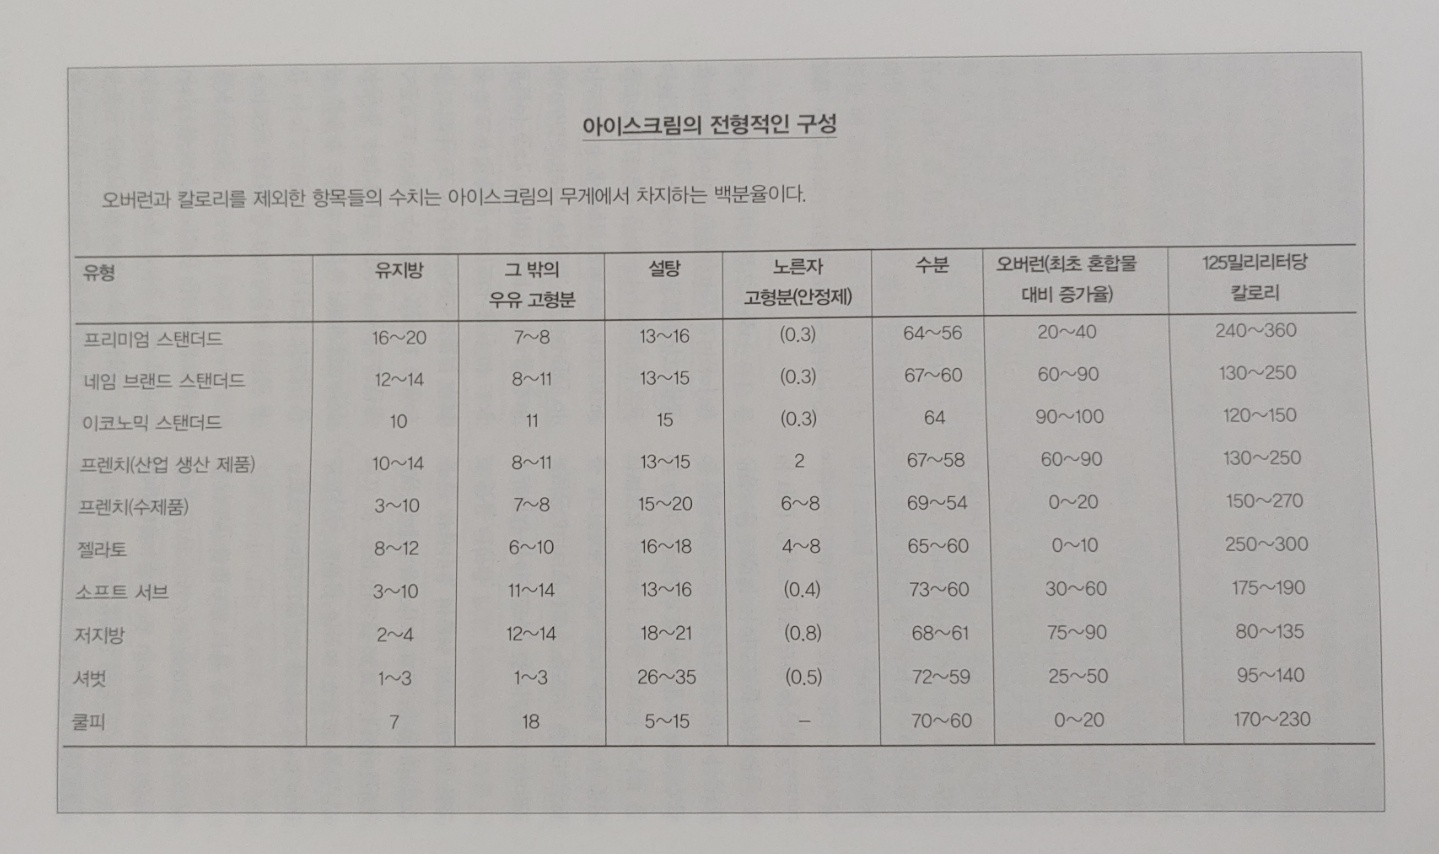 아이스크림의 전형적인 구성
오버런과 칼로리를 제외한 항목들의 수치는 아이스크림의 무게에서 차지하는 백분율이다.
유형 유지방 그 밖의 우유 고형분 설탕 노른자 고형분(안정제) 수분 오버런(최초 혼합물 대비 증가율) 125밀리리터당 칼로리
프리미엄 스탠더드 16~20 7~8 13~16 (0.3) 64~56 20~40 240~360
네임 브랜드 스탠더드 12~14 8~11 13~15 (0.3) 67~60 60~90 130~250
이코노믹 스탠더드 10 11 15 (0.3) 64 90~100 120~150
프렌치(산업 생산 제품) 10~14 8~11 13~15 2 67~58 60~90 130~250
프렌치(수제품) 3~10 7~8 15~20 6~8 69~54 0~20 150~270
젤라토 8~12 6~10 16~18 4~8 65~60 0~10 250~300
소프트 서브 3~10 11~14 13~16 (0.4) 73~60 30~60 175~190
저지방 2~4 12~14 18~21 (0.8) 68~61 75~90 80~135
셔벗 1~3 1~3 26~35 (0.5) 72~59 25~50 95~140
쿨피 7 18 5~15 – 70~60 0~20 170~230